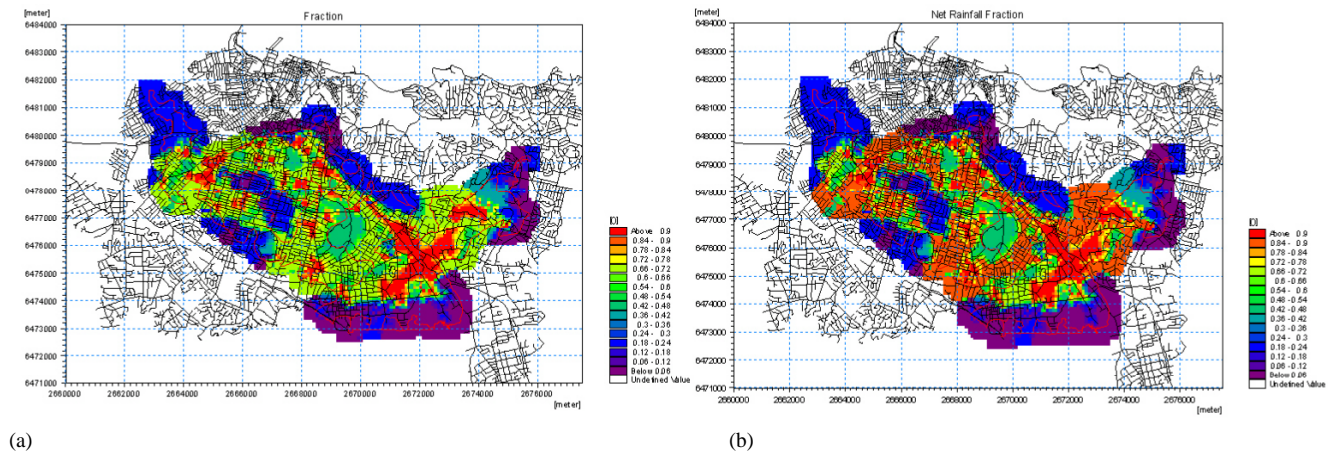 [meter] Fraction
6484000
6483000
6482000
6481000
6480000
6479000
6478000
6477000
6476000
6475000
6474000
6473000
6472000
6471000
2660000 2662000 2664000 2666000 2668000 2670000 2672000 2674000 2676000
[meter]
[0]
Above 0.9
0.84 - 0.9
0.78 - 0.84
0.72 - 0.78
0.66 - 0.72
0.6 - 0.66
0.54 - 0.6
0.48 - 0.54
0.42 - 0.48
0.36 - 0.42
0.3 - 0.36
0.24 - 0.3
0.18 - 0.24
0.12 - 0.18
0.06 - 0.12
Below 0.06
Undefined Value
(a)
[meter] Net Rainfall Fraction
6484000
6483000
6482000
6481000
6480000
6479000
6478000
6477000
6476000
6475000
6474000
6473000
6472000
6471000
2660000 2662000 2664000 2666000 2668000 2670000 2672000 2674000 2676000
[meter]
[0]
Above 0.9
0.84 - 0.9
0.78 - 0.84
0.72 - 0.78
0.66 - 0.72
0.6 - 0.66
0.54 - 0.6
0.48 - 0.54
0.42 - 0.48
0.36 - 0.42
0.3 - 0.36
0.24 - 0.3
0.18 - 0.24
0.12 - 0.18
0.06 - 0.12
Below 0.06
Undefined Value
(b)